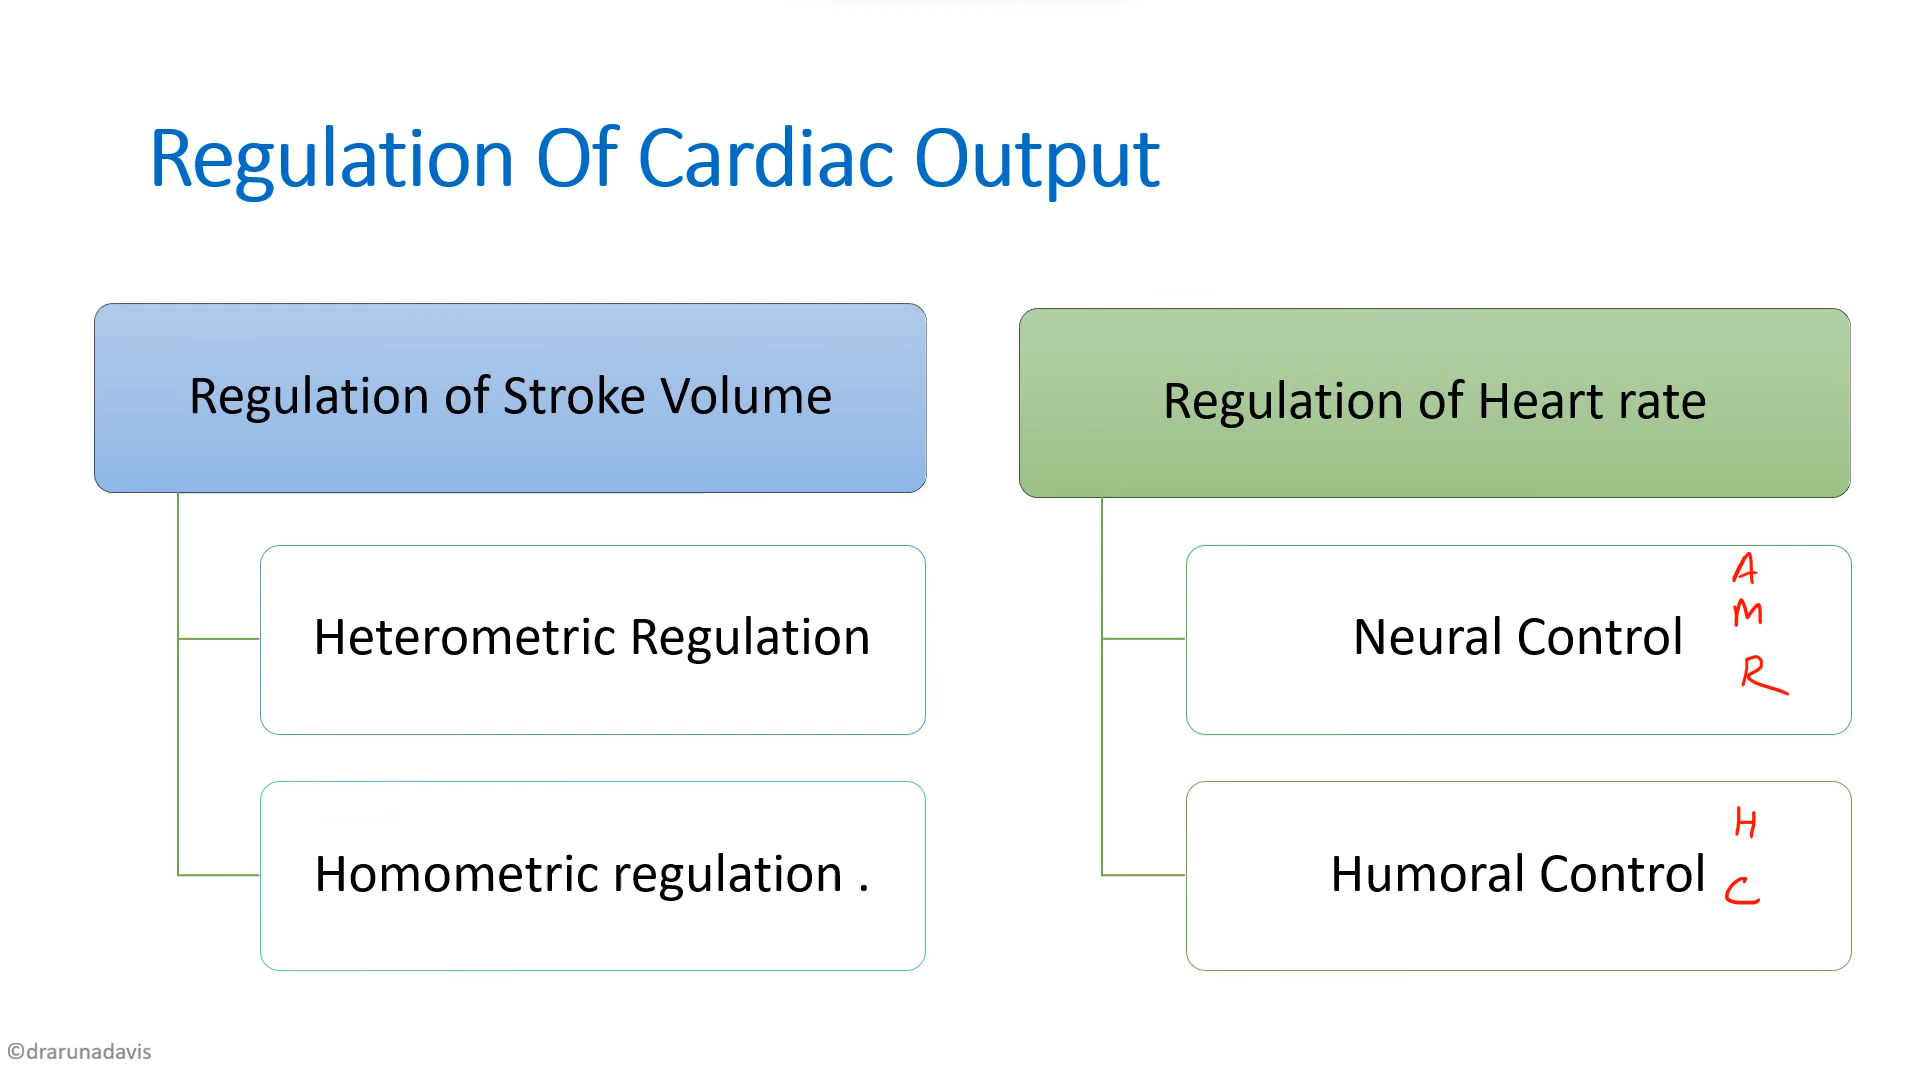 Regulation Of Cardiac Output
Regulation of Stroke Volume
Heterometric Regulation
Homometric regulation .
Regulation of Heart rate
Neural Control
A
M
R
Humoral Control
H
C
©drarunadavis